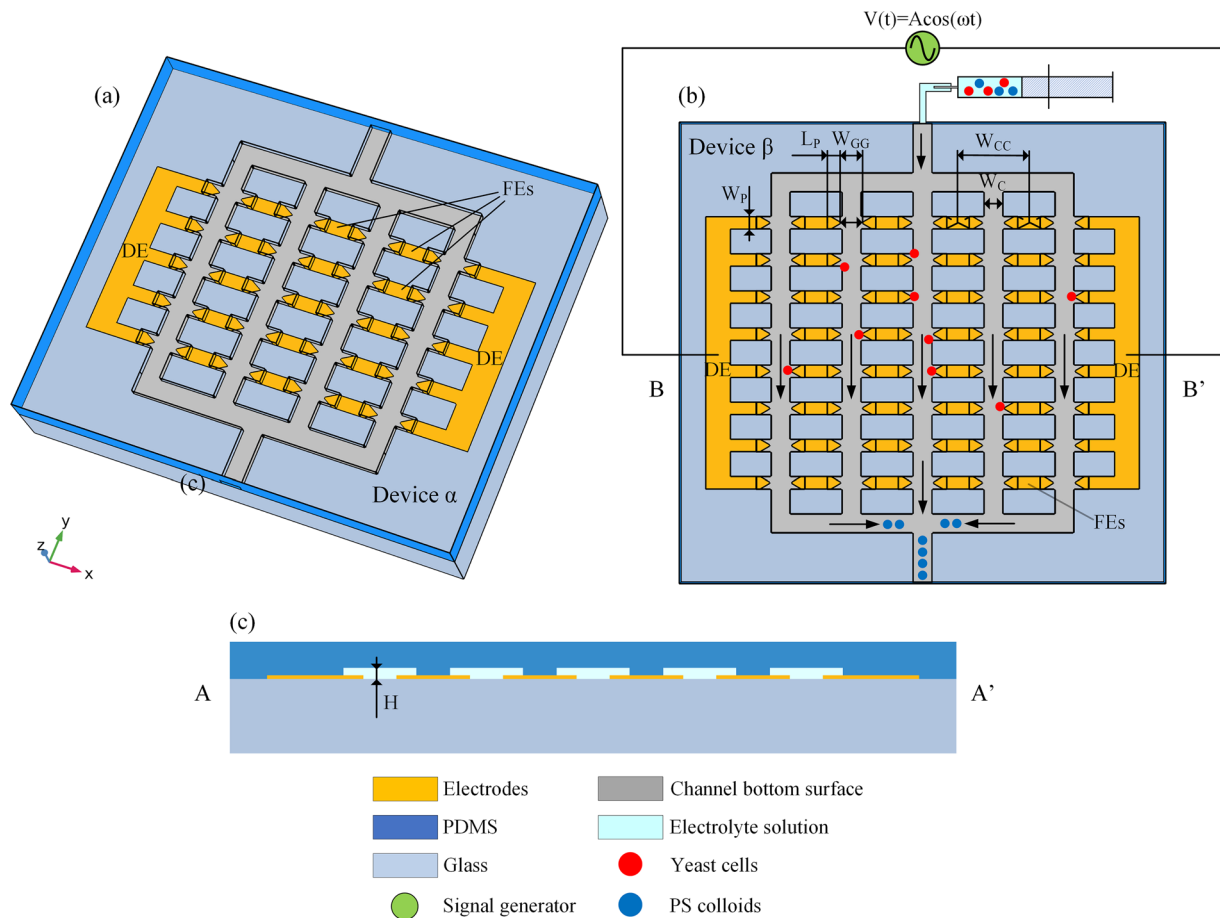 V(t)=Acos(ωt)
(a)
FEs
DE
DE
Device α
(c)
y
z
x
(b)
Device β
L_P
W_GG
W_CC
W_P
W_C
DE
DE
B
B'
FEs
(c)
A
H
A'
Electrodes
Channel bottom surface
PDMS
Electrolyte solution
Glass
Yeast cells
Signal generator
PS colloids